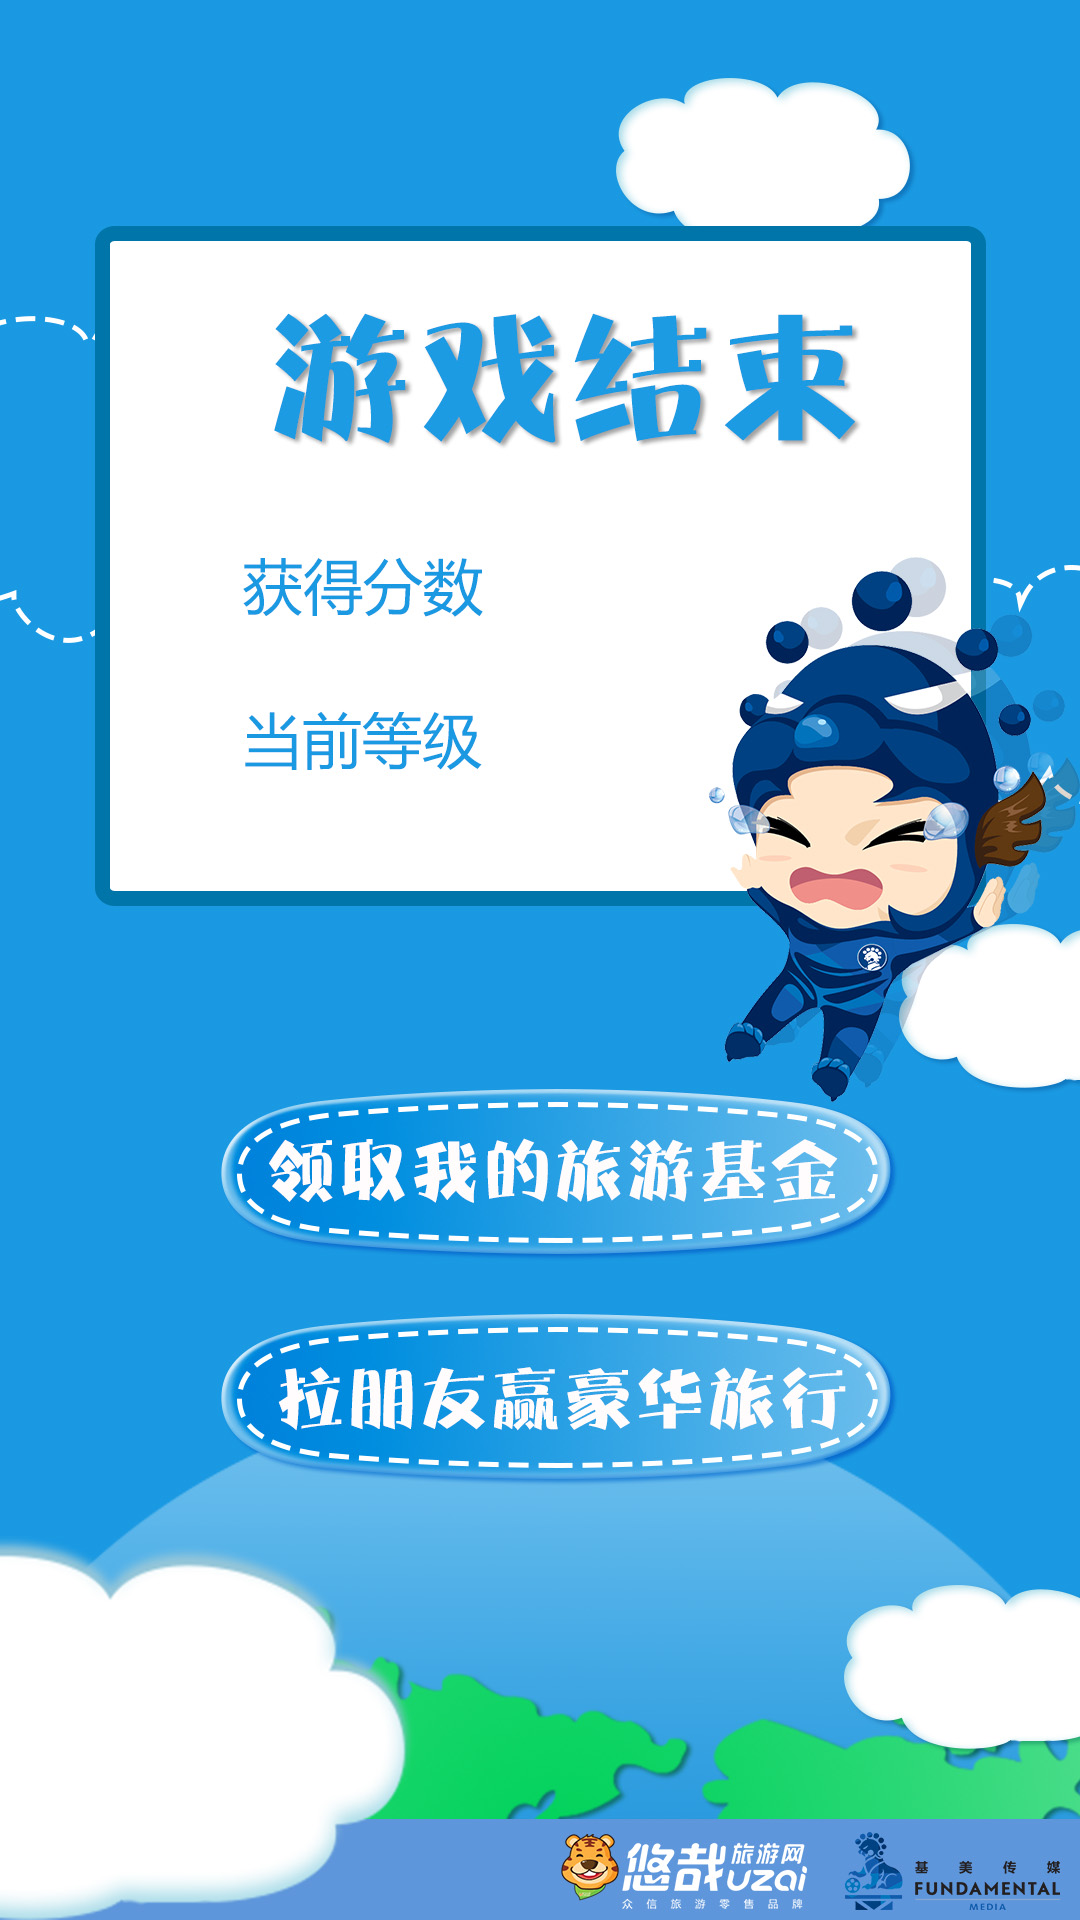 游戏结束
获得分数
当前等级
领取我的旅游基金
拉朋友赢豪华旅行
悠哉旅游网
uzai
众信旅游零售品牌
基美传媒
FUNDAMENTAL
MEDIA